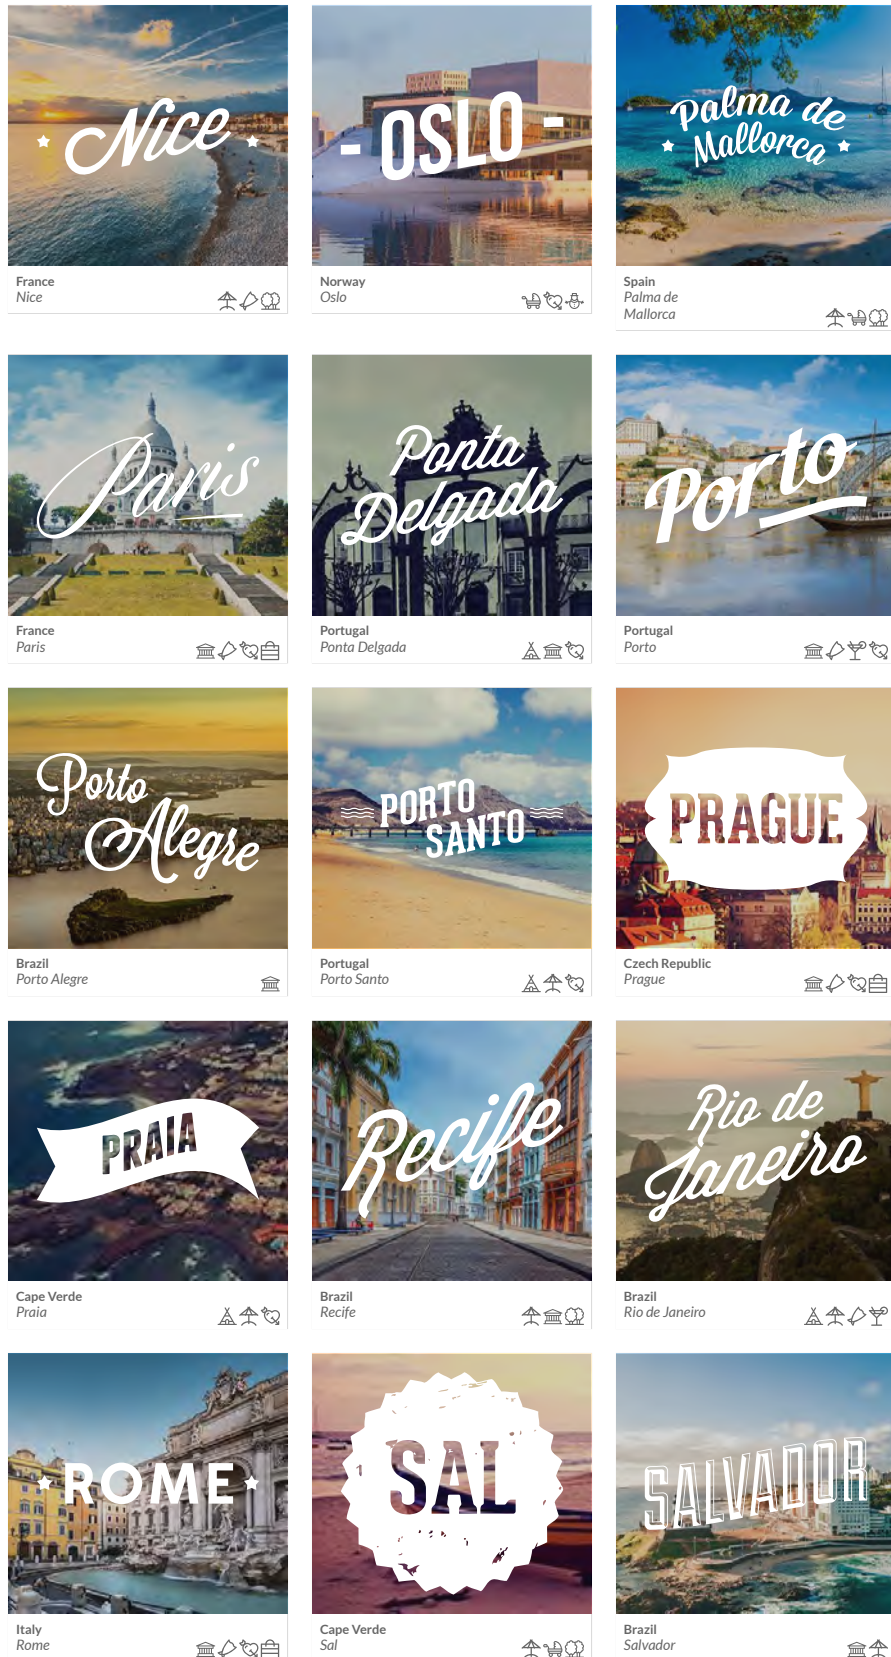 Nice
- OSLO -
Palma de
Mallorca
France
Nice
Norway
Oslo
Spain
Palma de
Mallorca
Paris
Ponta
Delgada
Porto
France
Paris
Portugal
Ponta Delgada
Portugal
Porto
Porto
Alegre
PORTO
SANTO
PRAGUE
Brazil
Porto Alegre
Portugal
Porto Santo
Czech Republic
Prague
PRAIA
Recife
Rio de
Janeiro
Cape Verde
Praia
Brazil
Recife
Brazil
Rio de Janeiro
ROME
SAL
SALVADOR
Italy
Rome
Cape Verde
Sal
Brazil
Salvador